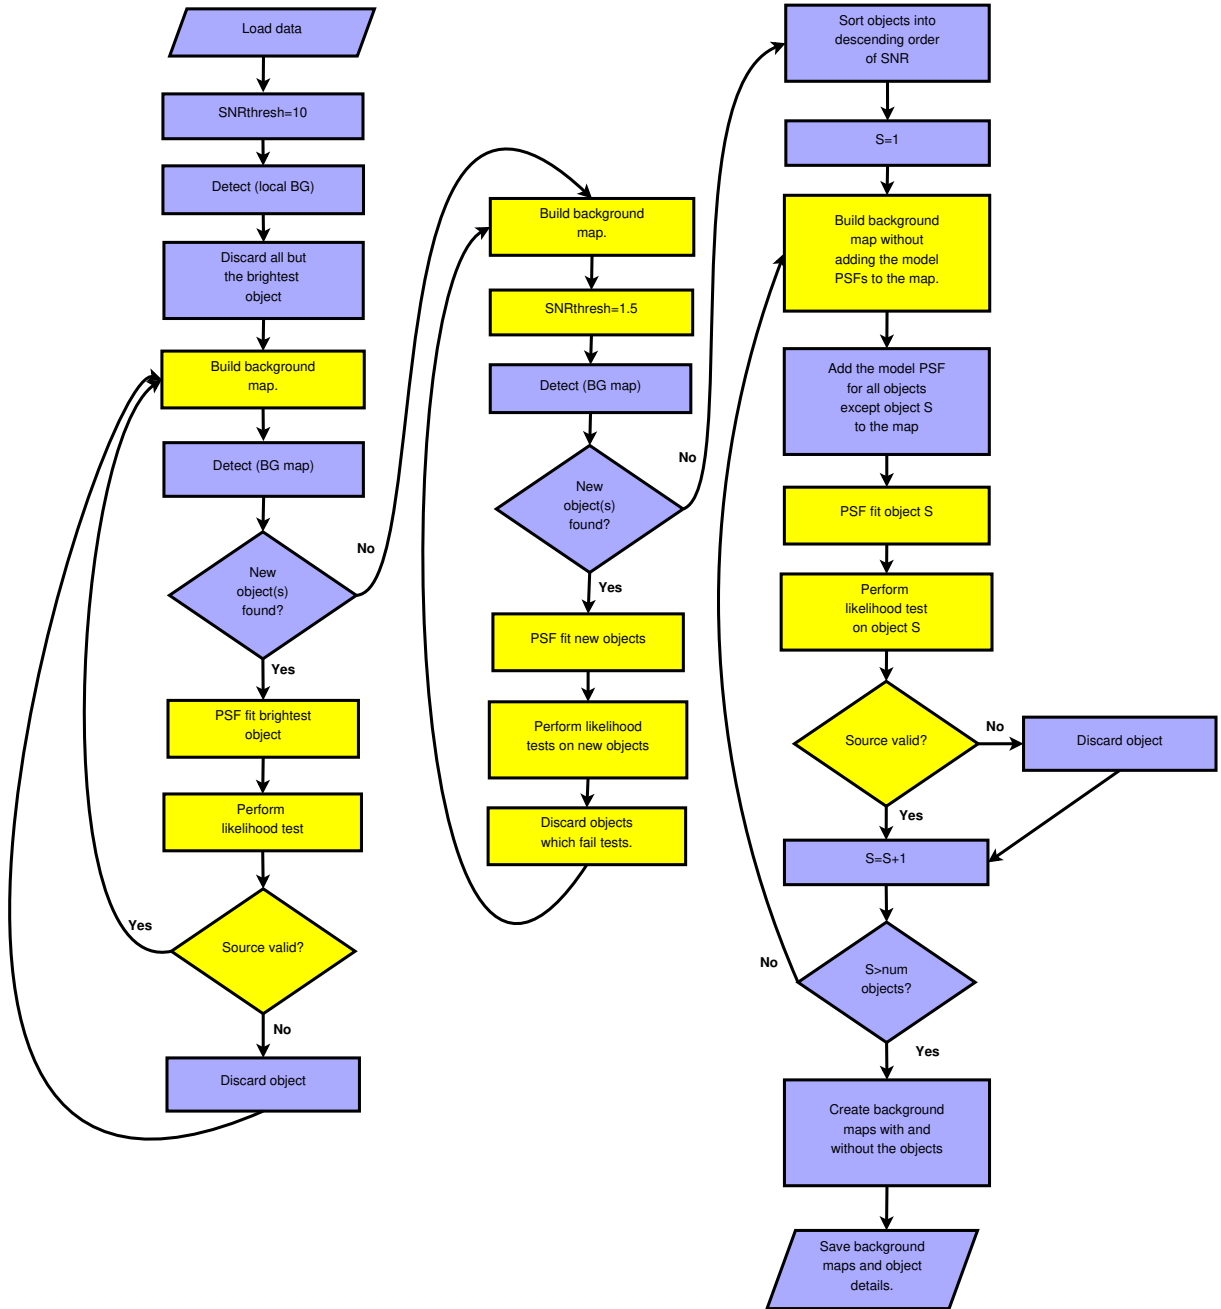 Load data
SNRthresh=10
Detect (local BG)
Discard all but
the brightest
object
Build background
map.
Detect (BG map)
New
object(s)
found?
No
Yes
PSF fit brightest
object
Perform
likelihood test
Source valid?
Yes
No
Discard object
Build background
map.
SNRthresh=1.5
Detect (BG map)
New
object(s)
found?
No
Yes
PSF fit new objects
Perform likelihood
tests on new objects
Discard objects
which fail tests.
Sort objects into
descending order
of SNR
S=1
Build background
map without
adding the model
PSFs to the map.
Add the model PSF
for all objects
except object S
to the map
PSF fit object S
Perform
likelihood test
on object S
Source valid?
No
Discard object
Yes
S=S+1
S>num
objects?
No
Yes
Create background
maps with and
without the objects
Save background
maps and object
details.